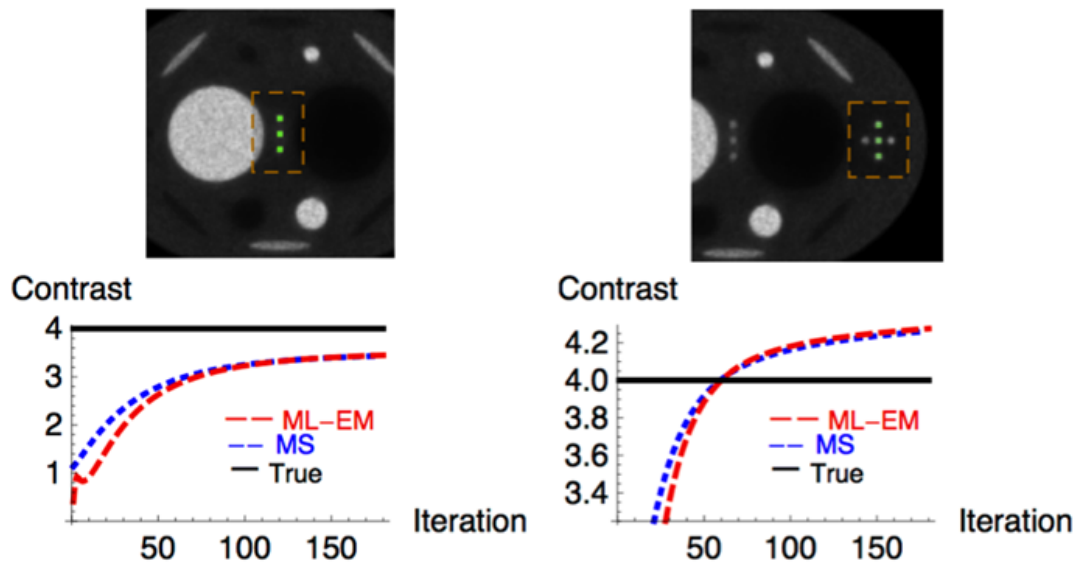 Contrast
4
3
2
1
ML−EM
MS
True
50 100 150
Iteration
Contrast
4.2
4.0
3.8
3.6
3.4
ML−EM
MS
True
50 100 150
Iteration